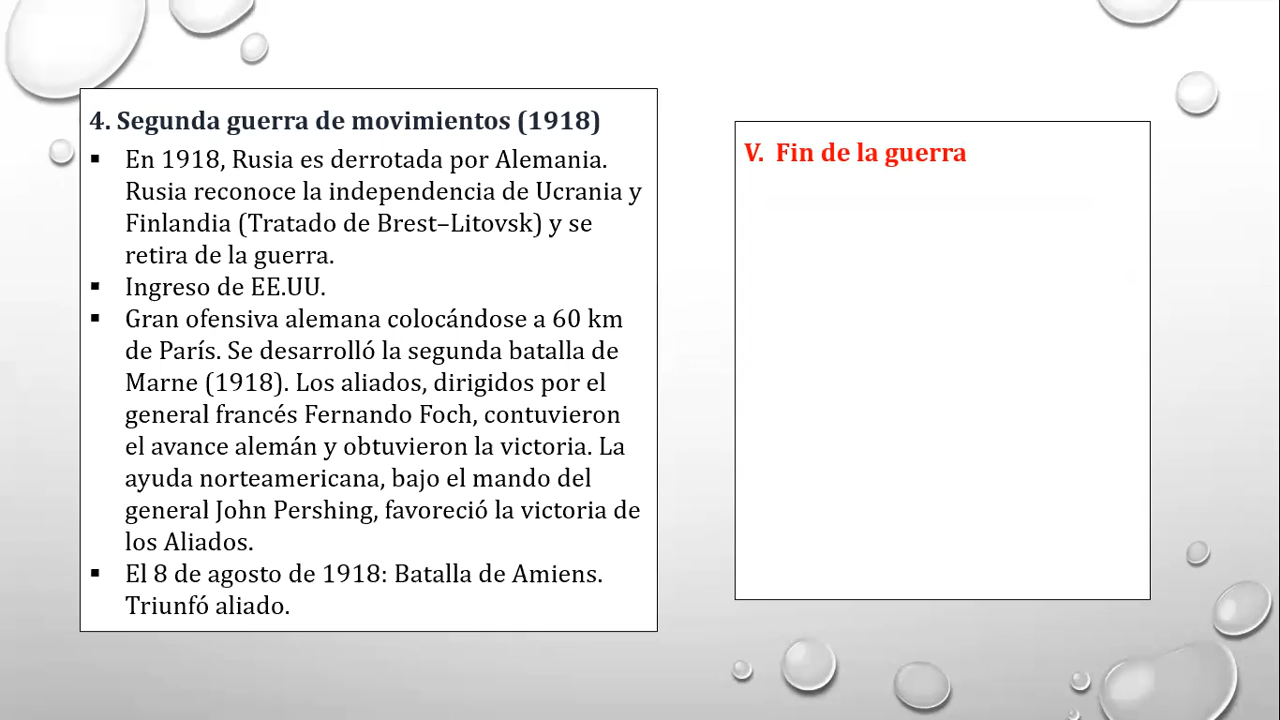 4. Segunda guerra de movimientos (1918)
▪ En 1918, Rusia es derrotada por Alemania.
Rusia reconoce la independencia de Ucrania y
Finlandia (Tratado de Brest–Litovsk) y se
retira de la guerra.
▪ Ingreso de EE.UU.
▪ Gran ofensiva alemana colocándose a 60 km
de París. Se desarrolló la segunda batalla de
Marne (1918). Los aliados, dirigidos por el
general francés Fernando Foch, contuvieron
el avance alemán y obtuvieron la victoria. La
ayuda norteamericana, bajo el mando del
general John Pershing, favoreció la victoria de
los Aliados.
▪ El 8 de agosto de 1918: Batalla de Amiens.
Triunfó aliado.
V. Fin de la guerra